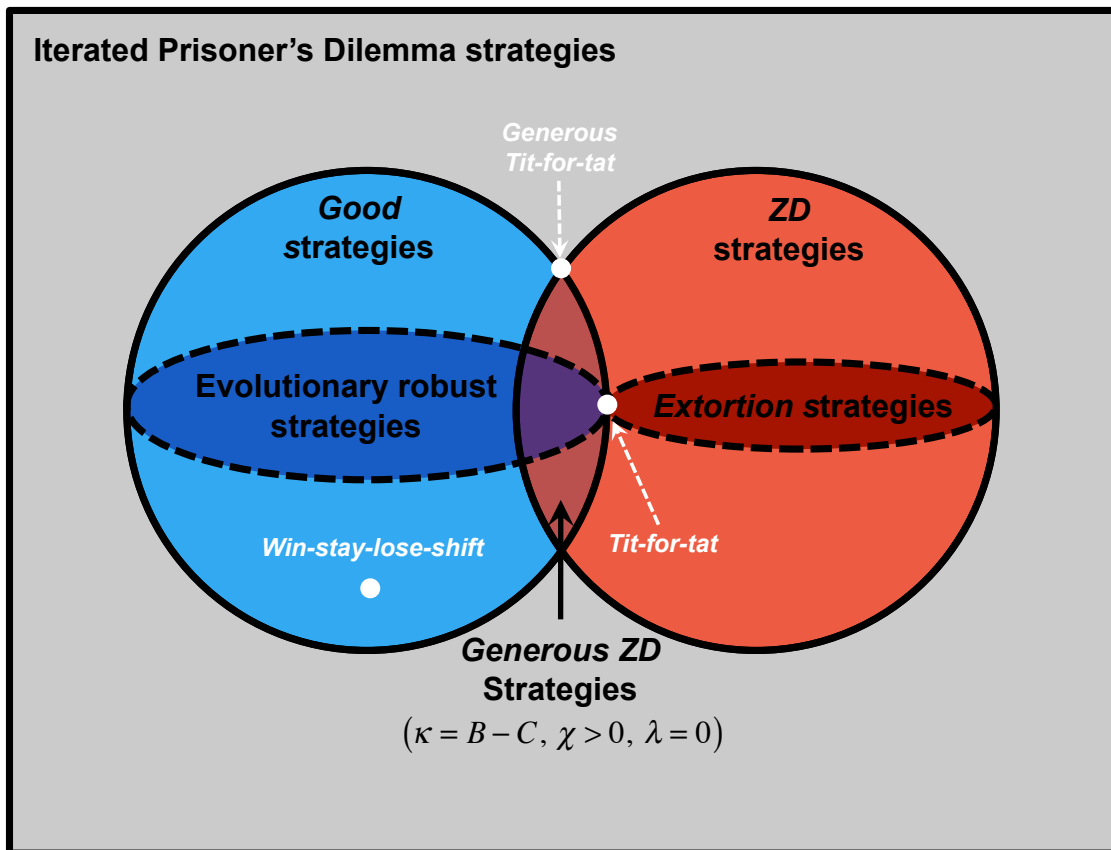 Iterated Prisoner’s Dilemma strategies
Generous
Tit-for-tat
Good
strategies
ZD
strategies
Evolutionary robust
strategies
Extortion strategies
Win-stay-lose-shift
Tit-for-tat
Generous ZD
Strategies
(κ = B – C, χ > 0, λ = 0)